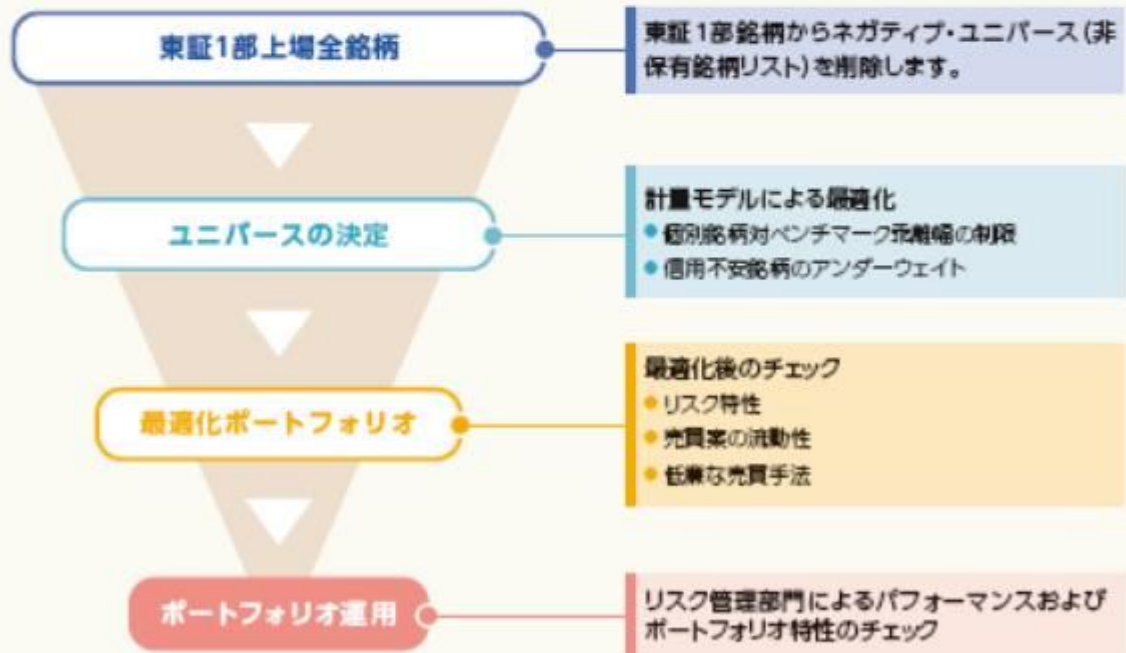 東証1部上場全銘柄
東証1部銘柄からネガティブ・ユニバース(非
保有銘柄リスト)を削除します。
ユニバースの決定
計量モデルによる最適化
● 個別銘柄対ベンチマーク乖離幅の制限
● 信用不安銘柄のアンダーウェイト
最適化ポートフォリオ
最適化後のチェック
● リスク特性
● 売買案の流動性
● 低廉な売買手法
ポートフォリオ運用
リスク管理部門によるパフォーマンスおよび
ポートフォリオ特性のチェック